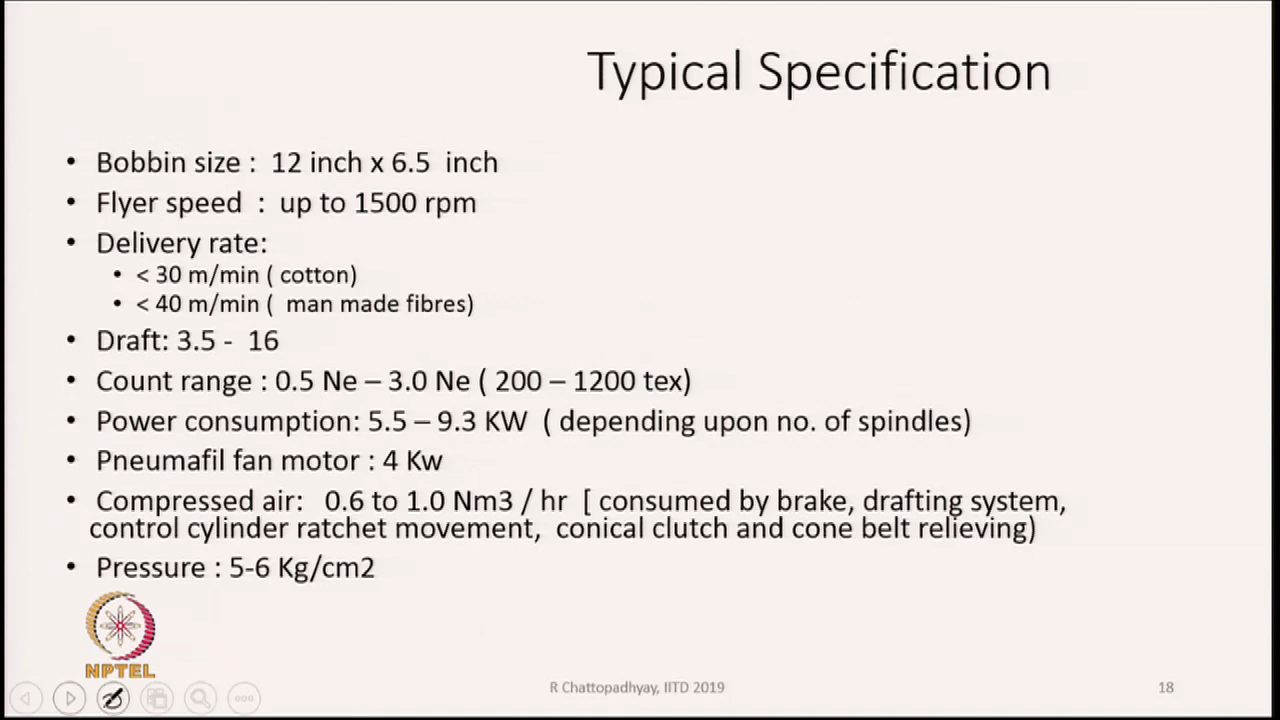 Typical Specification
• Bobbin size : 12 inch x 6.5 inch
• Flyer speed : up to 1500 rpm
• Delivery rate:
• < 30 m/min ( cotton)
• < 40 m/min ( man made fibres)
• Draft: 3.5 - 16
• Count range : 0.5 Ne – 3.0 Ne ( 200 – 1200 tex)
• Power consumption: 5.5 – 9.3 KW ( depending upon no. of spindles)
• Pneumafil fan motor : 4 Kw
• Compressed air: 0.6 to 1.0 Nm3 / hr [ consumed by brake, drafting system,
control cylinder ratchet movement, conical clutch and cone belt relieving)
• Pressure : 5-6 Kg/cm2
NPTEL
R Chattopadhyay, IITD 2019
18